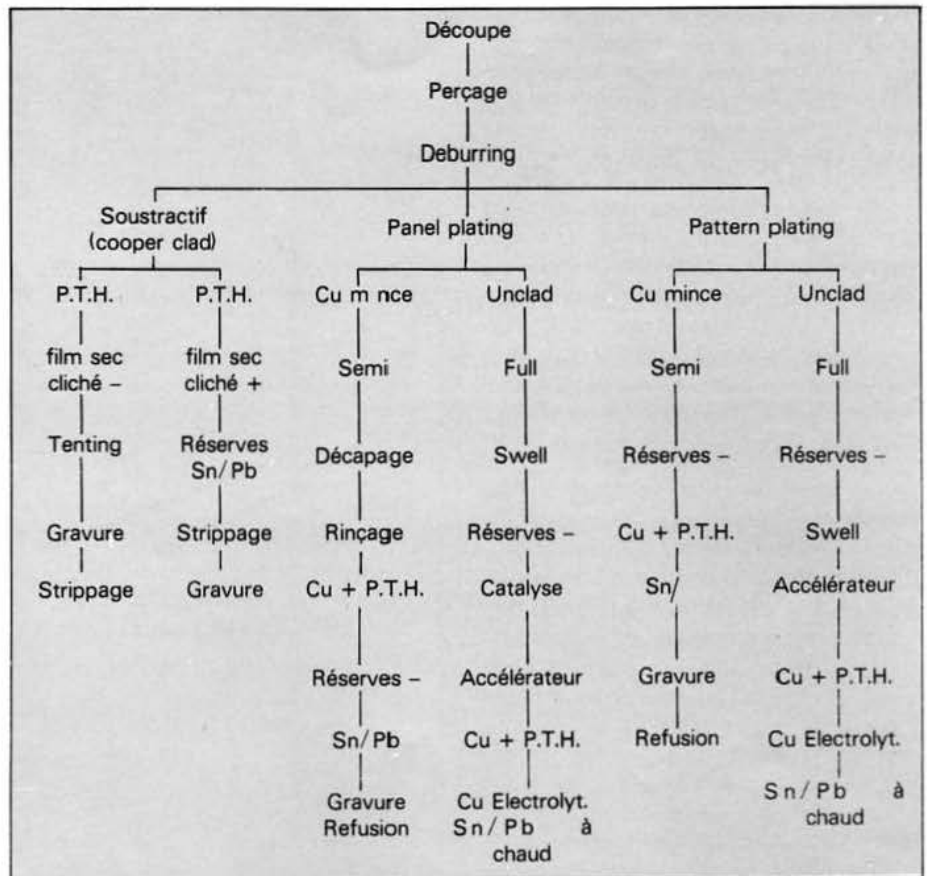 Découpe
Perçage
Deburring
Soustractif
(cooper clad)
Panel plating
Pattern plating
P.T.H.
P.T.H.
Cu m nce
Unclad
Cu mince
Unclad
film sec
cliché –
film sec
cliché +
Semi
Full
Semi
Full
Tenting
Réserves
Sn/Pb
Décapage
Swell
Réserves –
Réserves –
Gravure
Strippage
Rinçage
Réserves –
Cu + P.T.H.
Swell
Strippage
Gravure
Cu + P.T.H.
Catalyse
Sn/
Accélérateur
Réserves –
Accélérateur
Gravure
Cu + P.T.H.
Sn/Pb
Cu + P.T.H.
Refusion
Cu Electrolyt.
Gravure
Refusion
Cu Electrolyt.
Sn/Pb à
chaud
Sn/Pb à
chaud